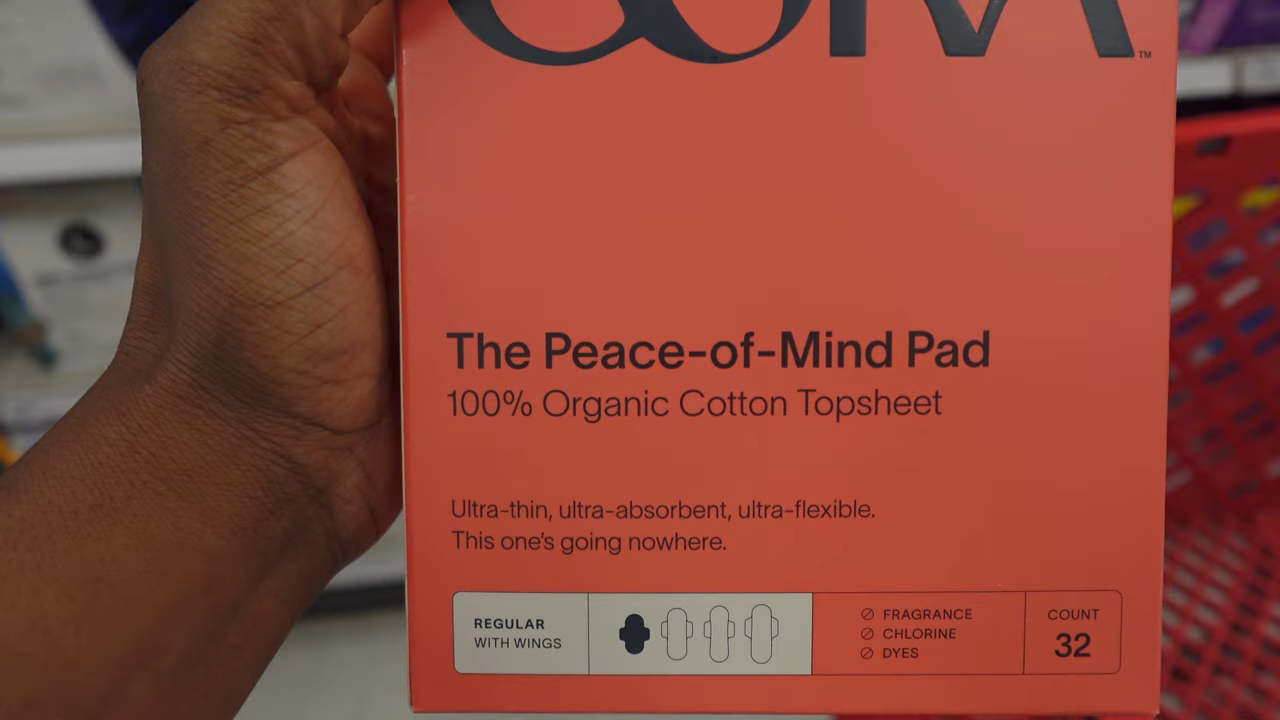 ™
The Peace-of-Mind Pad
100% Organic Cotton Topsheet
Ultra-thin, ultra-absorbent, ultra-flexible.
This one's going nowhere.
REGULAR
WITH WINGS
FRAGRANCE
CHLORINE
DYES
COUNT
32